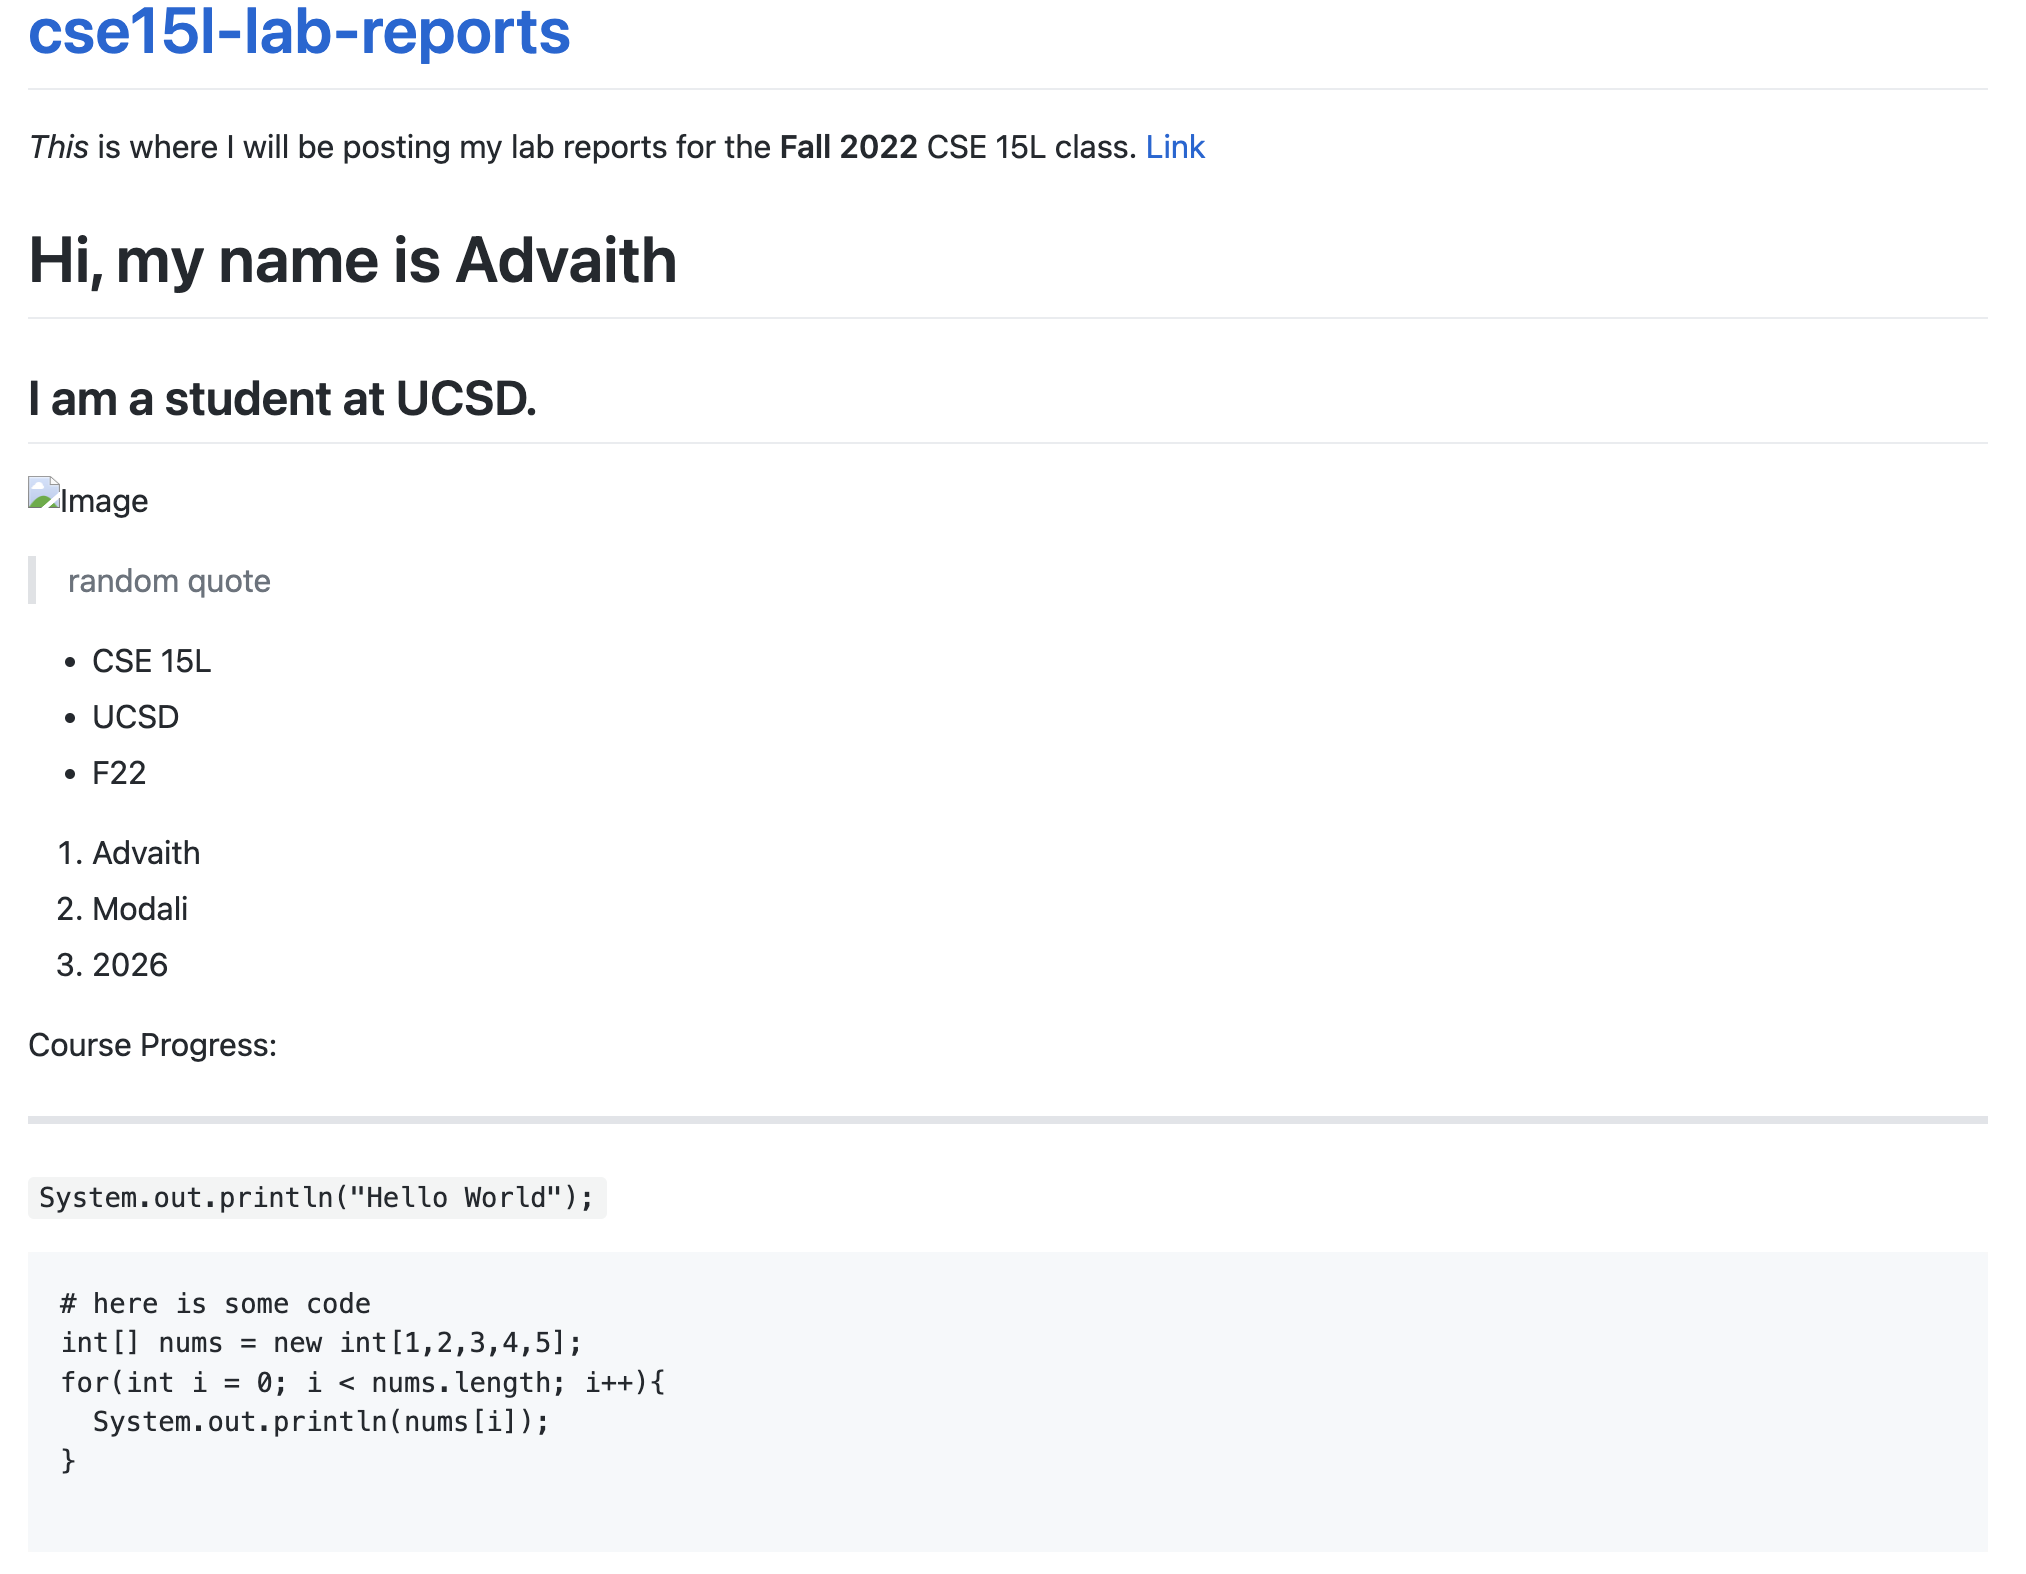 cse15l-lab-reports
This is where I will be posting my lab reports for the Fall 2022 CSE 15L class. Link
Hi, my name is Advaith
I am a student at UCSD.
Image
random quote
• CSE 15L
• UCSD
• F22
1. Advaith
2. Modali
3. 2026
Course Progress:
System.out.println("Hello World");
# here is some code
int[] nums = new int[1,2,3,4,5];
for(int i = 0; i < nums.length; i++){
  System.out.println(nums[i]);
}